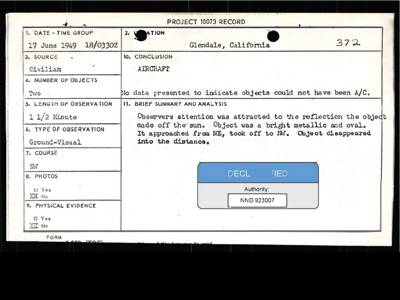 PROJECT 10073 RECORD
1. DATE - TIME GROUP
17 June 1949 18/0330Z
2. LOCATION
Glendale, California 372
3. SOURCE
Civilian
10. CONCLUSION
AIRCRAFT
No data presented to indicate objects could not have been A/C.
4. NUMBER OF OBJECTS
Two
5. LENGTH OF OBSERVATION
1 1/2 Minute
11. BRIEF SUMMARY AND ANALYSIS
Observers attention was attracted to the reflection the object
made off the sun. Object was a bright metallic and oval.
It approached from NE, took off to NW. Object disappeared
into the distance.
6. TYPE OF OBSERVATION
Ground-Visual
7. COURSE
NW
8. PHOTOS
□ Yes
XX No
9. PHYSICAL EVIDENCE
□ Yes
XX No
DECL FIED
Authority:
NND 923007
FORM